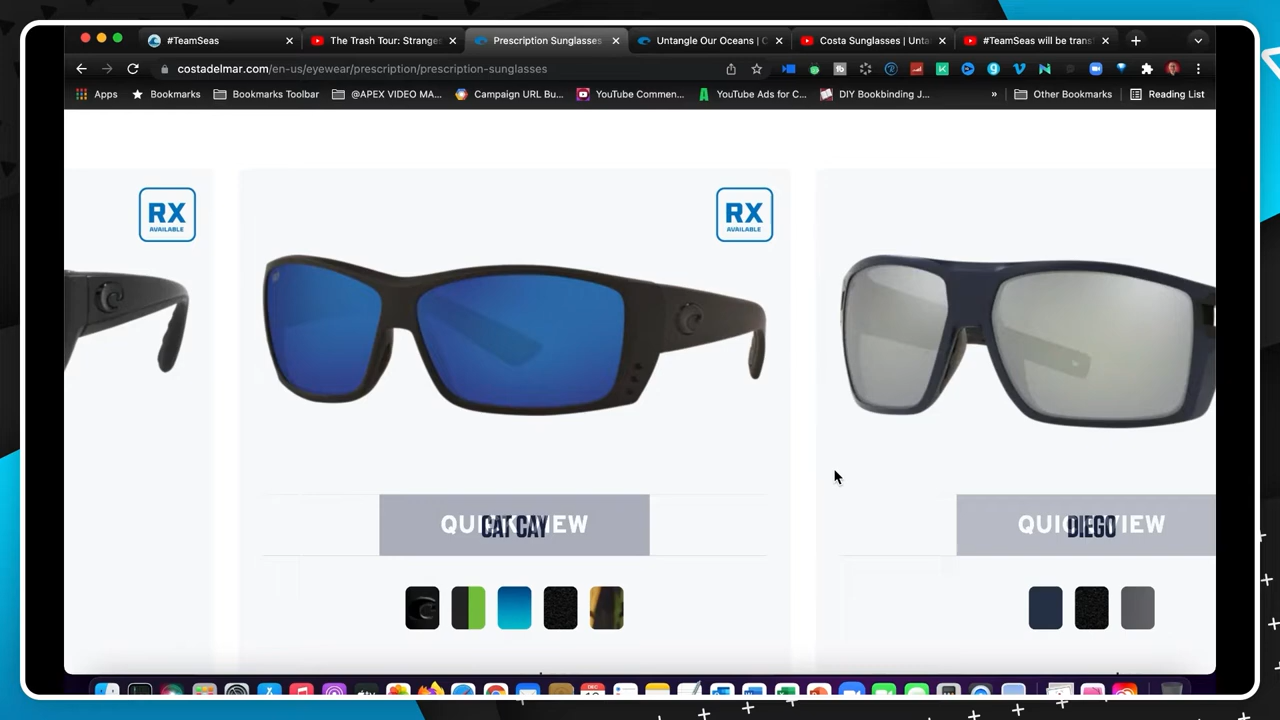 #TeamSeas
The Trash Tour: Stranges
Prescription Sunglasses
Untangle Our Oceans | C
Costa Sunglasses | Unta
#TeamSeas will be trans
costadelmar.com/en-us/eyewear/prescription/prescription-sunglasses
Apps
Bookmarks
Bookmarks Toolbar
@APEX VIDEO MA...
Campaign URL Bu...
YouTube Commen...
YouTube Ads for C...
DIY Bookbinding J...
»
Other Bookmarks
Reading List
RX
AVAILABLE
RX
AVAILABLE
QUICK VIEW
CAT CAY
QUICK VIEW
DIEGO